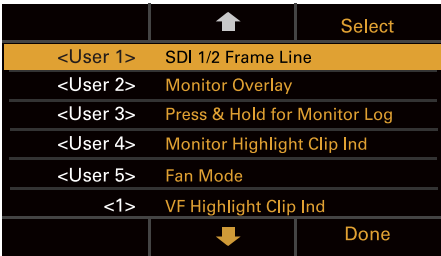 Select
<User 1> SDI 1/2 Frame Line
<User 2> Monitor Overlay
<User 3> Press & Hold for Monitor Log
<User 4> Monitor Highlight Clip Ind
<User 5> Fan Mode
<1> VF Highlight Clip Ind
Done